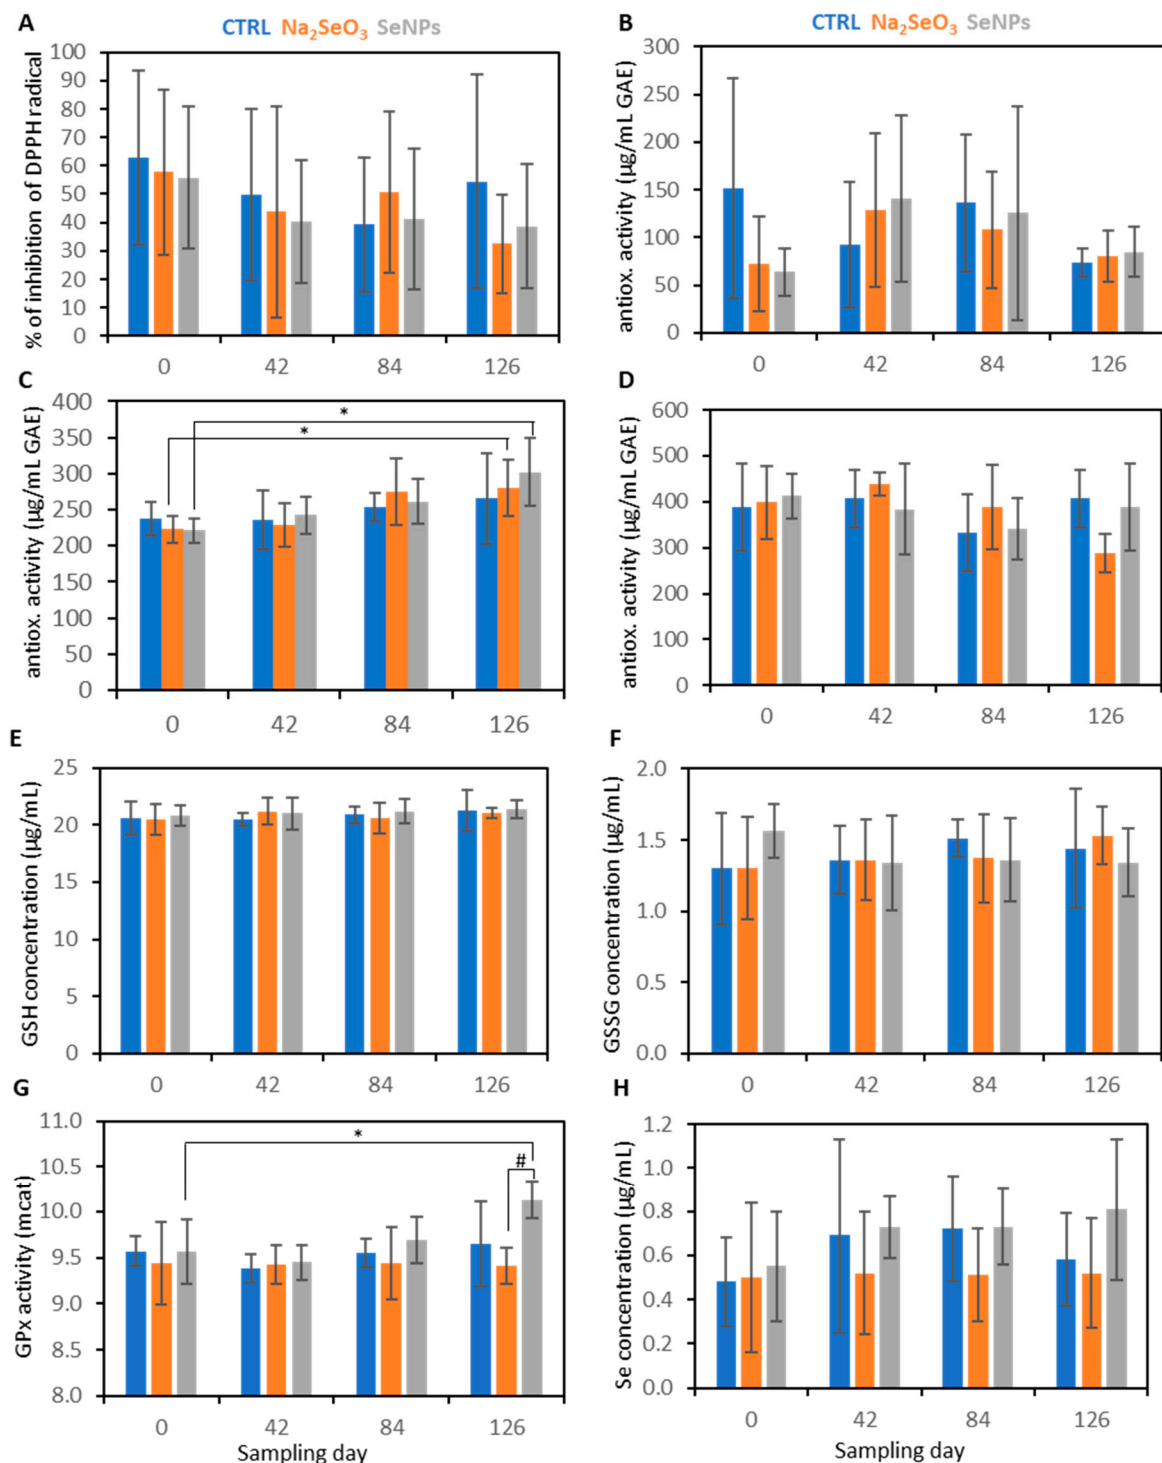 A
CTRL Na₂SeO₃ SeNPs
% of inhibition of DPPH radical
100
90
80
70
60
50
40
30
20
10
0
0 42 84 126
B
CTRL Na₂SeO₃ SeNPs
antiox. activity (µg/mL GAE)
300
250
200
150
100
50
0
0 42 84 126
C
antiox. activity (µg/mL GAE)
400
350
300
250
200
150
100
50
0
*
*
0 42 84 126
D
antiox. activity (µg/mL GAE)
600
500
400
300
200
100
0
0 42 84 126
E
GSH concentration (µg/mL)
25
20
15
10
5
0
0 42 84 126
F
GSSG concentration (µg/mL)
2.0
1.5
1.0
0.5
0.0
0 42 84 126
G
GPx activity (mcat)
11.0
10.5
10.0
9.5
9.0
8.5
8.0
*
#
0 42 84 126
Sampling day
H
Se concentration (µg/mL)
1.2
1.0
0.8
0.6
0.4
0.2
0.0
0 42 84 126
Sampling day